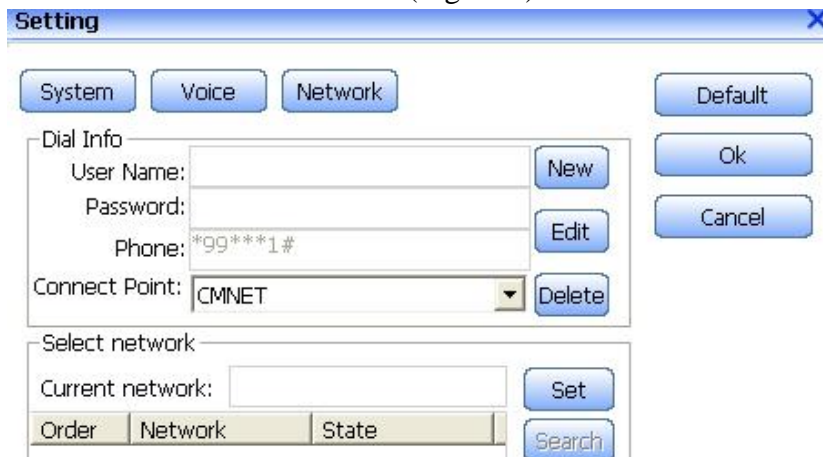 Setting
System Voice Network Default
Dial Info
User Name: New Ok
Password:
Phone: *99***1# Edit Cancel
Connect Point: CMNET Delete
Select network
Current network: Set
Order Network State Search